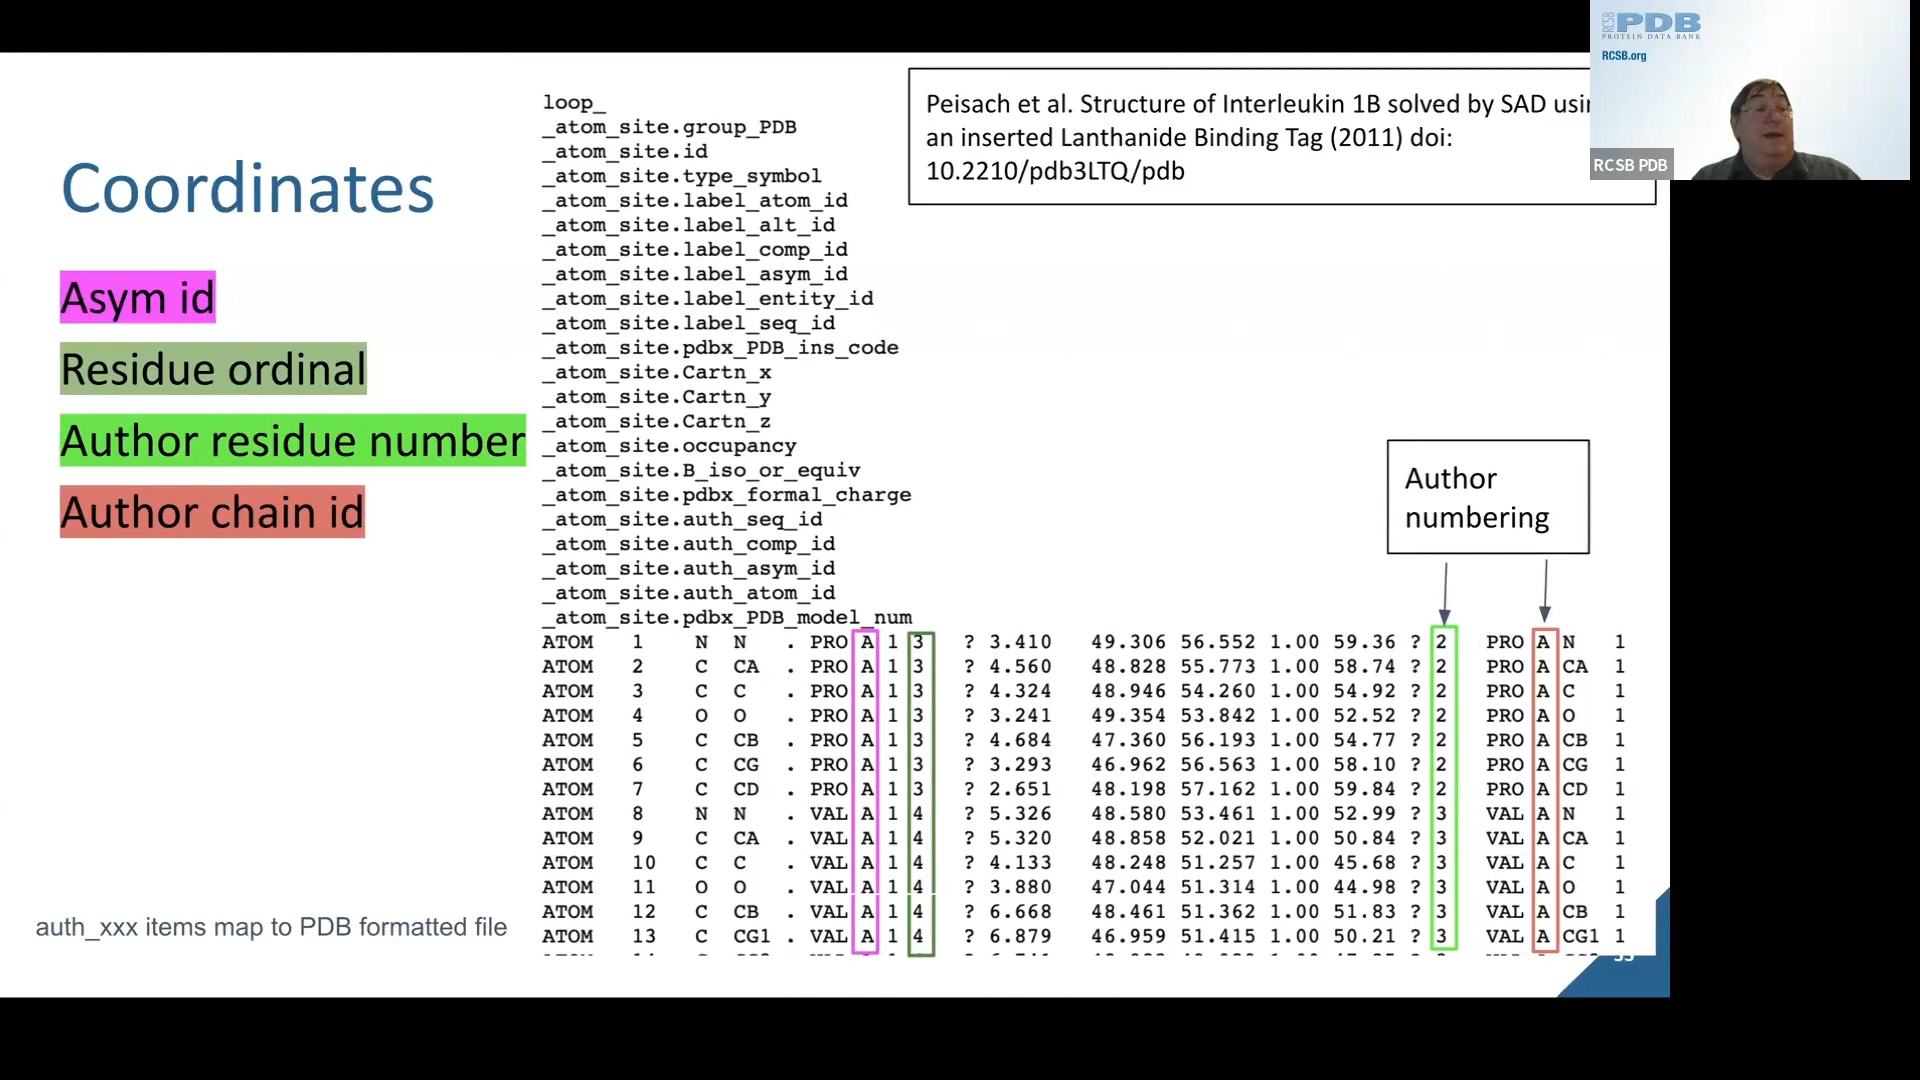 Coordinates
Asym id
Residue ordinal
Author residue number
Author chain id
auth_xxx items map to PDB formatted file
loop_
_atom_site.group_PDB
_atom_site.id
_atom_site.type_symbol
_atom_site.label_atom_id
_atom_site.label_alt_id
_atom_site.label_comp_id
_atom_site.label_asym_id
_atom_site.label_entity_id
_atom_site.label_seq_id
_atom_site.pdbx_PDB_ins_code
_atom_site.Cartn_x
_atom_site.Cartn_y
_atom_site.Cartn_z
_atom_site.occupancy
_atom_site.B_iso_or_equiv
_atom_site.pdbx_formal_charge
_atom_site.auth_seq_id
_atom_site.auth_comp_id
_atom_site.auth_asym_id
_atom_site.auth_atom_id
_atom_site.pdbx_PDB_model_num
ATOM 1 N N . PRO A 1 3 ? 3.410 49.306 56.552 1.00 59.36 ? 2 PRO A N 1
ATOM 2 C CA . PRO A 1 3 ? 4.560 48.828 55.773 1.00 58.74 ? 2 PRO A CA 1
ATOM 3 C C . PRO A 1 3 ? 4.324 48.946 54.260 1.00 54.92 ? 2 PRO A C 1
ATOM 4 O O . PRO A 1 3 ? 3.241 49.354 53.842 1.00 52.52 ? 2 PRO A O 1
ATOM 5 C CB . PRO A 1 3 ? 4.684 47.360 56.193 1.00 54.77 ? 2 PRO A CB 1
ATOM 6 C CG . PRO A 1 3 ? 3.293 46.962 56.563 1.00 58.10 ? 2 PRO A CG 1
ATOM 7 C CD . PRO A 1 3 ? 2.651 48.198 57.162 1.00 59.84 ? 2 PRO A CD 1
ATOM 8 N N . VAL A 1 4 ? 5.326 48.580 53.461 1.00 52.99 ? 3 VAL A N 1
ATOM 9 C CA . VAL A 1 4 ? 5.320 48.858 52.021 1.00 50.84 ? 3 VAL A CA 1
ATOM 10 C C . VAL A 1 4 ? 4.133 48.248 51.257 1.00 45.68 ? 3 VAL A C 1
ATOM 11 O O . VAL A 1 4 ? 3.880 47.044 51.314 1.00 44.98 ? 3 VAL A O 1
ATOM 12 C CB . VAL A 1 4 ? 6.668 48.461 51.362 1.00 51.83 ? 3 VAL A CB 1
ATOM 13 C CG1 . VAL A 1 4 ? 6.879 46.959 51.415 1.00 50.21 ? 3 VAL A CG1 1
Peisach et al. Structure of Interleukin 1B solved by SAD
an inserted Lanthanide Binding Tag (2011) doi:
10.2210/pdb3LTQ/pdb
Author
numbering
RCSB PDB
PROTEIN DATA BANK
RCSB.org
RCSB PDB